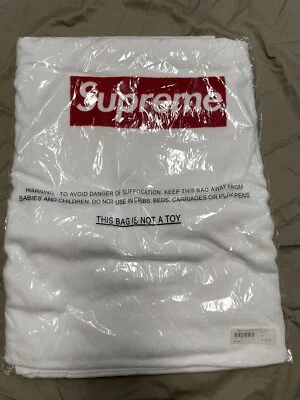 Supreme
WARNING - TO AVOID DANGER OF SUFFOCATION, KEEP THIS BAG AWAY FROM
BABIES AND CHILDREN. DO NOT USE IN CRIBS, BEDS, CARRIAGES OR PLAY PENS
THIS BAG IS NOT A TOY